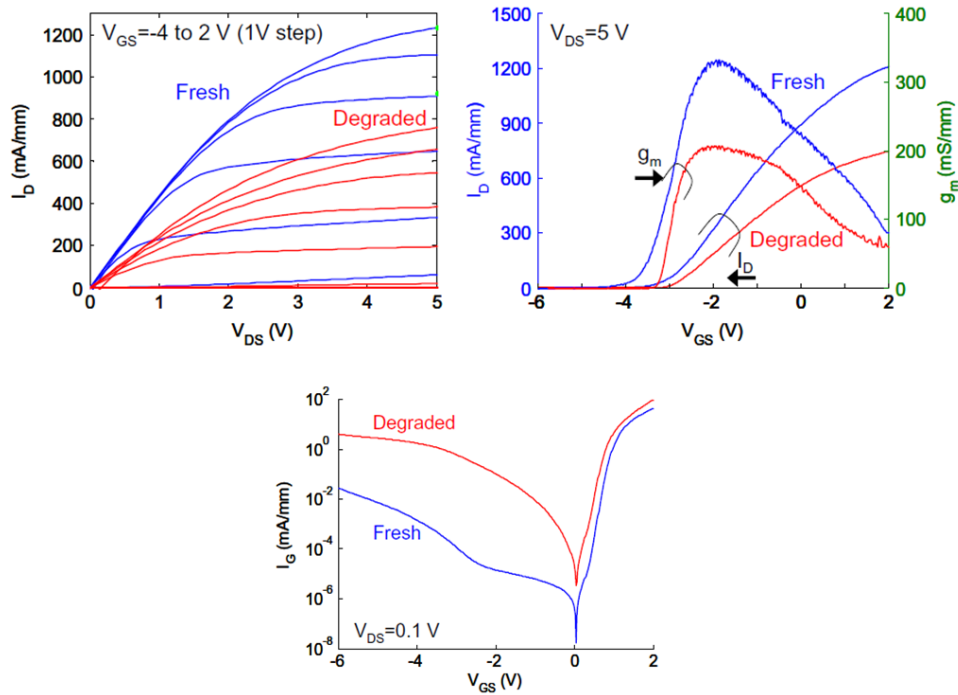 V_GS=-4 to 2 V (1V step)
Fresh
Degraded
I_D (mA/mm)
1200
1000
800
600
400
200
0
0 1 2 3 4 5
V_DS (V)
V_DS=5 V
Fresh
g_m
Degraded
I_D
I_D (mA/mm)
1500
1200
900
600
300
0
g_m (mS/mm)
400
300
200
100
0
-6 -4 -2 0 2
V_GS (V)
Degraded
Fresh
V_DS=0.1 V
I_G (mA/mm)
10^2
10^0
10^-2
10^-4
10^-6
10^-8
-6 -4 -2 0 2
V_GS (V)